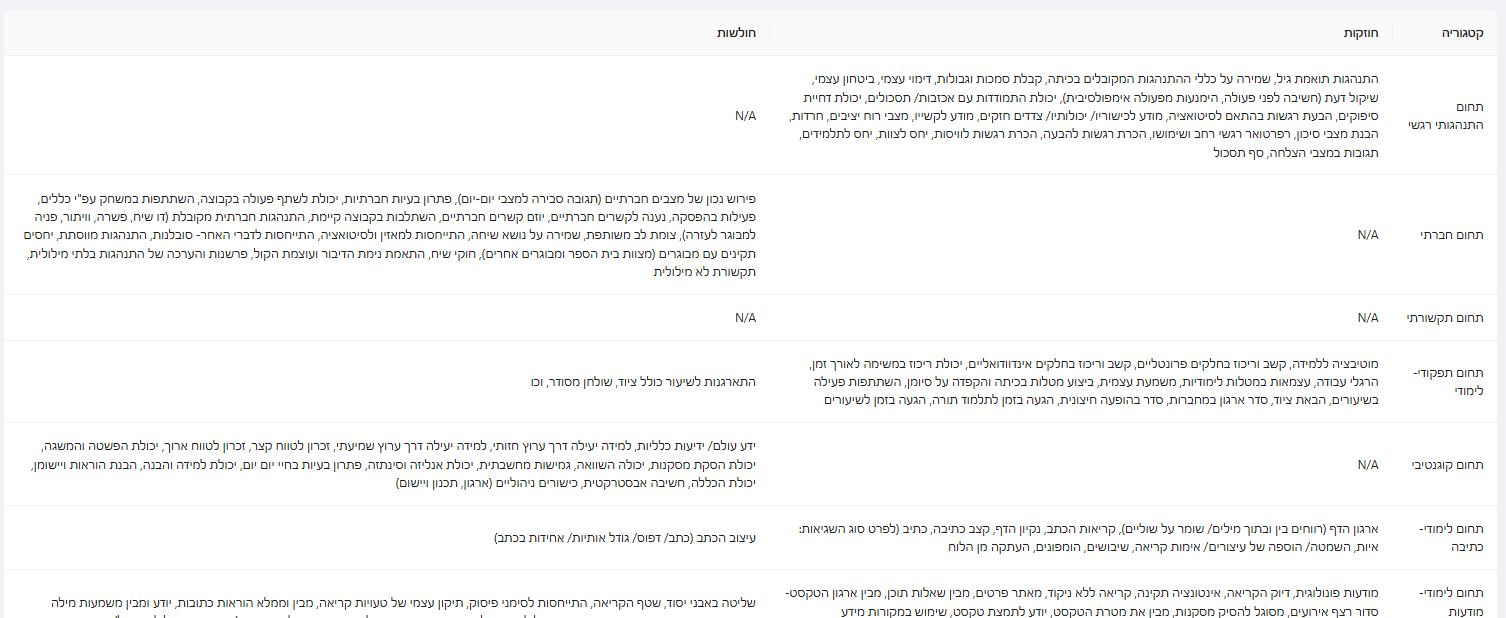 קטגוריה
חוזקות
חולשות
תחום
התנהגותי רגשי
התנהגות תואמת גיל, שמירה על כללי ההתנהגות המקובלים בכיתה, קבלת סמכות וגבולות, דימוי עצמי, ביטחון עצמי,
שיקול דעת (חשיבה לפני פעולה, הימנעות מפעולה אימפולסיבית), יכולת התמודדות עם אכזבות/ תסכולים, יכולת דחיית
סיפוקים, הבעת רגשות בהתאם לסיטואציה, מודע לכישוריו/ יכולותיו/ צדדים חזקים, מודע לקשייו, מצבי רוח יציבים, חרדות,
הבנת מצבי סיכון, רפרטואר רגשי רחב ושימושו, הכרת רגשות להבעה, הכרת רגשות לוויסות, יחס לצוות, יחס לתלמידים,
תגובות במצבי הצלחה, סף תסכול
N/A
תחום חברתי
N/A
פירוש נכון של מצבים חברתיים (תגובה סבירה למצבי יום-יום), פתרון בעיות חברתיות, יכולת לשתף פעולה בקבוצה, השתתפות במשחק עפ"י כללים,
פעילות בהפסקה, נענה לקשרים חברתיים, יוזם קשרים חברתיים, השתלבות בקבוצה קיימת, התנהגות חברתית מקובלת (דו שיח, פשרה, וויתור, פניה
למבוגר לעזרה), צומת לב משותפת, שמירה על נושא שיחה, התייחסות למאזין ולסיטואציה, התייחסות לדברי האחר- סובלנות, התנהגות מווסתת, יחסים
תקינים עם מבוגרים (מצוות בית הספר ומבוגרים אחרים), חוקי שיח, התאמת נימת הדיבור ועוצמת הקול, פרשנות והערכה של התנהגות בלתי מילולית,
תקשורת לא מילולית
תחום תקשורתי
N/A
N/A
תחום תפקודי-
לימודי
מוטיבציה ללמידה, קשב וריכוז בחלקים פרונטליים, קשב וריכוז בחלקים אינדוודואליים, יכולת ריכוז במשימה לאורך זמן,
הרגלי עבודה, עצמאות במטלות לימודיות, משמעת עצמית, ביצוע מטלות בכיתה והקפדה על סיומן, השתתפות פעילה
בשיעורים, הבאת ציוד, סדר ארגון במחברות, סדר בהופעה חיצונית, הגעה בזמן לתלמוד תורה, הגעה בזמן לשיעורים
התארגנות לשיעור כולל ציוד, שולחן מסודר, וכו
תחום קוגנטיבי
N/A
ידע עולם/ ידיעות כלליות, למידה יעילה דרך ערוץ חזותי, למידה יעילה דרך ערוץ שמיעתי, זכרון לטווח קצר, זכרון לטווח ארוך, יכולת הפשטה והמשגה,
יכולת הסקת מסקנות, יכולה השוואה, גמישות מחשבתית, יכולת אנליזה וסינתזה, פתרון בעיות בחיי יום יום, יכולת למידה והבנה, הבנת הוראות ויישומן,
יכולת הכללה, חשיבה אבסטרקטית, כישורים ניהוליים (ארגון, תכנון ויישום)
תחום לימודי-
כתיבה
ארגון הדף (רווחים בין ובתוך מילים/ שומר על שוליים), קריאות הכתב, נקיון הדף, קצב כתיבה, כתיב (לפרט סוג השגיאות:
איות, השמטה/ הוספה של עיצורים/ אימות קריאה, שיבושים, הומפונים, העתקה מן הלוח
עיצוב הכתב (כתב/ דפוס/ גודל אותיות/ אחידות בכתב)
תחום לימודי-
מודעות
מודעות פונולוגית, דיוק הקריאה, אינטונציה תקינה, קריאה ללא ניקוד, מאתר פרטים, מבין שאלות תוכן, מבין ארגון הטקסט-
סדור רצף אירועים, מסוגל להסיק מסקנות, מבין את מטרת הטקסט, יודע לתמצת טקסט, שימוש במקורות מידע
שליטה באבני יסוד, שטף הקריאה, התייחסות לסימני פיסוק, תיקון עצמי של טעויות קריאה, מבין וממלא הוראות כתובות, יודע ומבין משמעות מילה